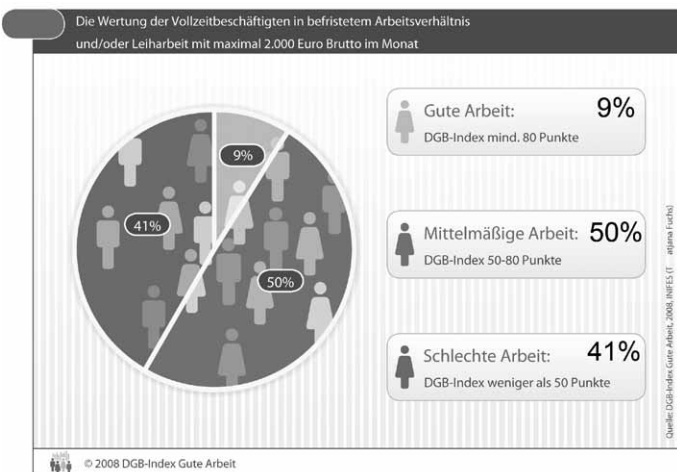 Die Wertung der Vollzeitbeschäftigten in befristetem Arbeitsverhältnis
und/oder Leiharbeit mit maximal 2.000 Euro Brutto im Monat
9%
41%
50%
Gute Arbeit: 9%
DGB-Index mind. 80 Punkte
Mittelmäßige Arbeit: 50%
DGB-Index 50-80 Punkte
Schlechte Arbeit: 41%
DGB-Index weniger als 50 Punkte
Quelle: DGB-Index Gute Arbeit, 2008, INIFES (T atjana Fuchs)
© 2008 DGB-Index Gute Arbeit